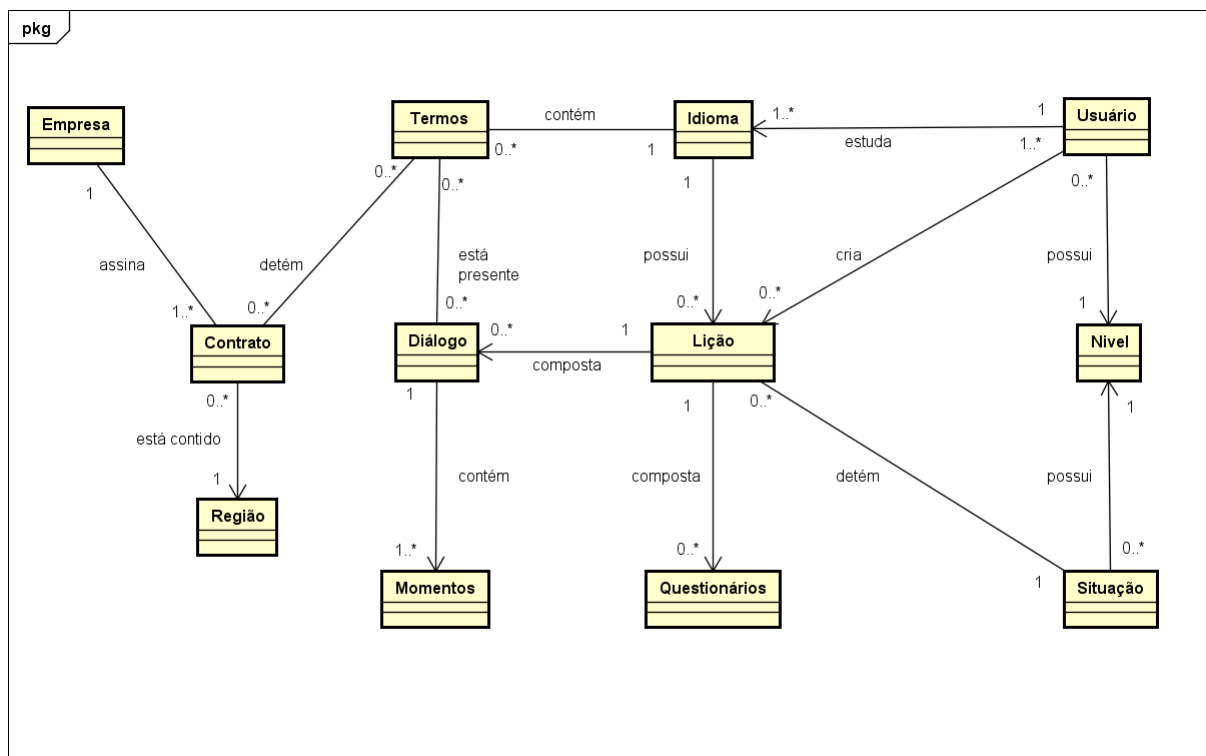 pkg
Empresa
Termos
contém
Idioma
Usuário
1..*
1
estuda
0..*
1
1
0..*
0..*
1
1..*
0..*
assina
detém
está
presente
possui
cria
possui
1..*
0..*
0..*
0..*
0..*
1
Contrato
Diálogo
0..*
1
Lição
Nivel
composta
0..*
1
1
0..*
1
está contido
1
contém
composta
detém
possui
Região
1..*
0..*
0..*
1
Momentos
Questionários
Situação